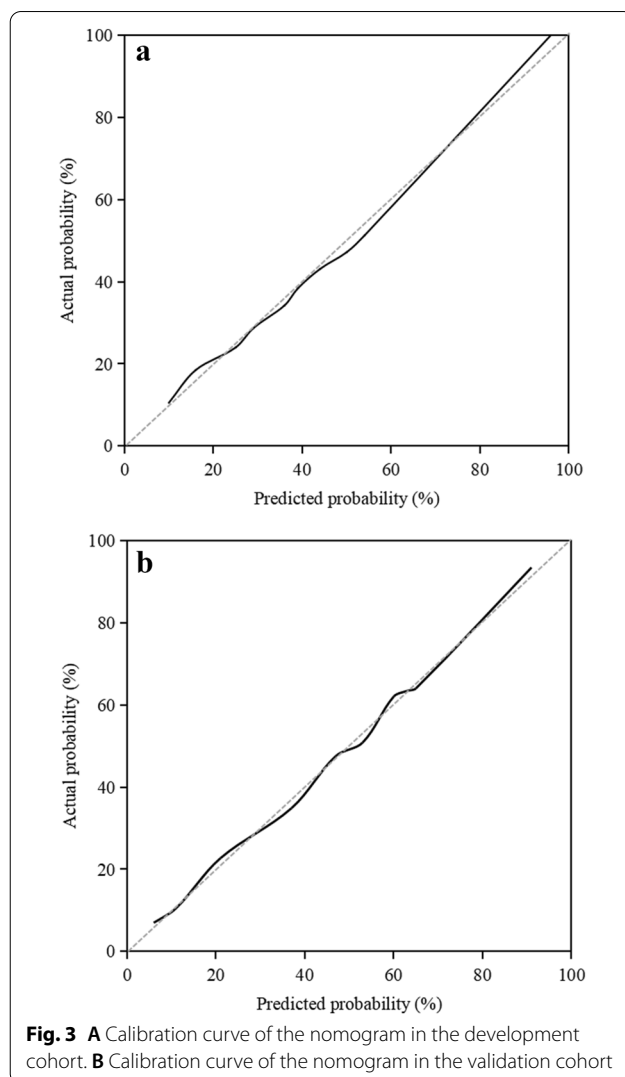 a
100
80
60
40
20
0
Actual probability (%)
0 20 40 60 80 100
Predicted probability (%)
b
100
80
60
40
20
0
Actual probability (%)
0 20 40 60 80 100
Predicted probability (%)
Fig. 3 A Calibration curve of the nomogram in the development
cohort. B Calibration curve of the nomogram in the validation cohort